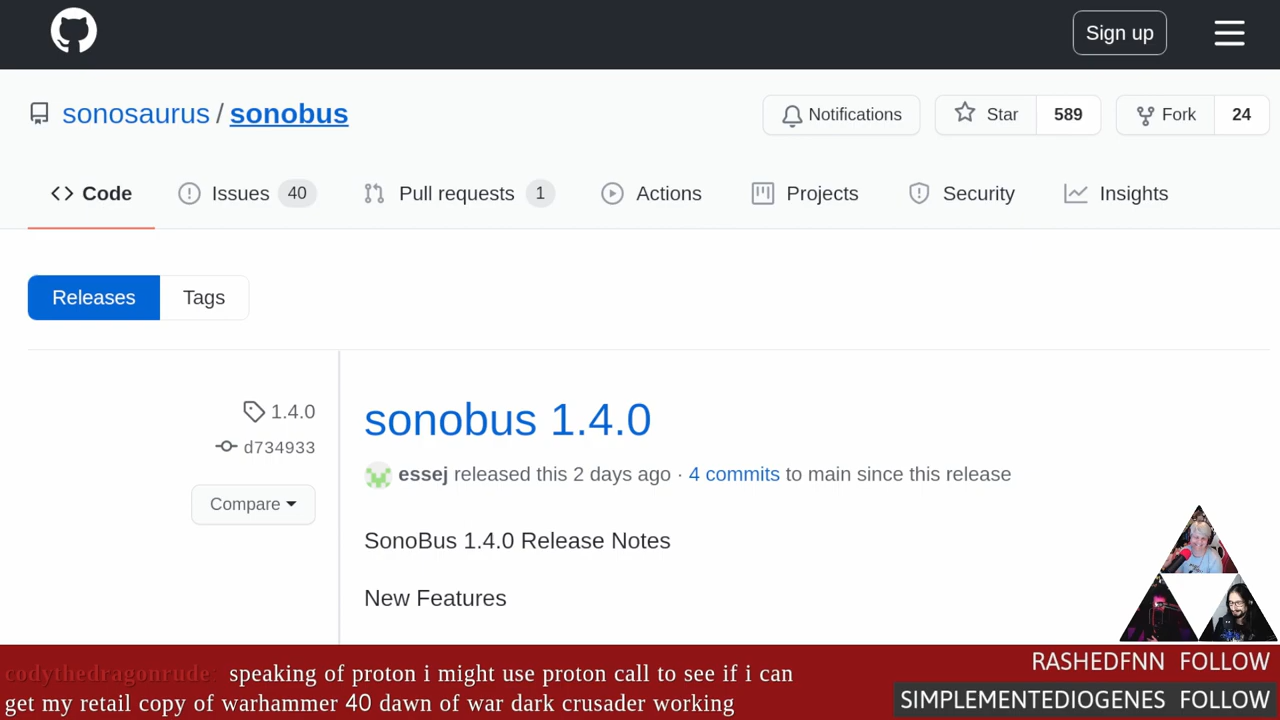 Sign up
sonosaurus / sonobus
Notifications
Star 589
Fork 24
Code
Issues 40
Pull requests 1
Actions
Projects
Security
Insights
Releases
Tags
1.4.0
d734933
Compare
sonobus 1.4.0
essej released this 2 days ago · 4 commits to main since this release
SonoBus 1.4.0 Release Notes
New Features
codythedragonrude: speaking of proton i might use proton call to see if i can
get my retail copy of warhammer 40 dawn of war dark crusader working
RASHEDFNN FOLLOW
SIMPLEMENTEDIOGENES FOLLOW